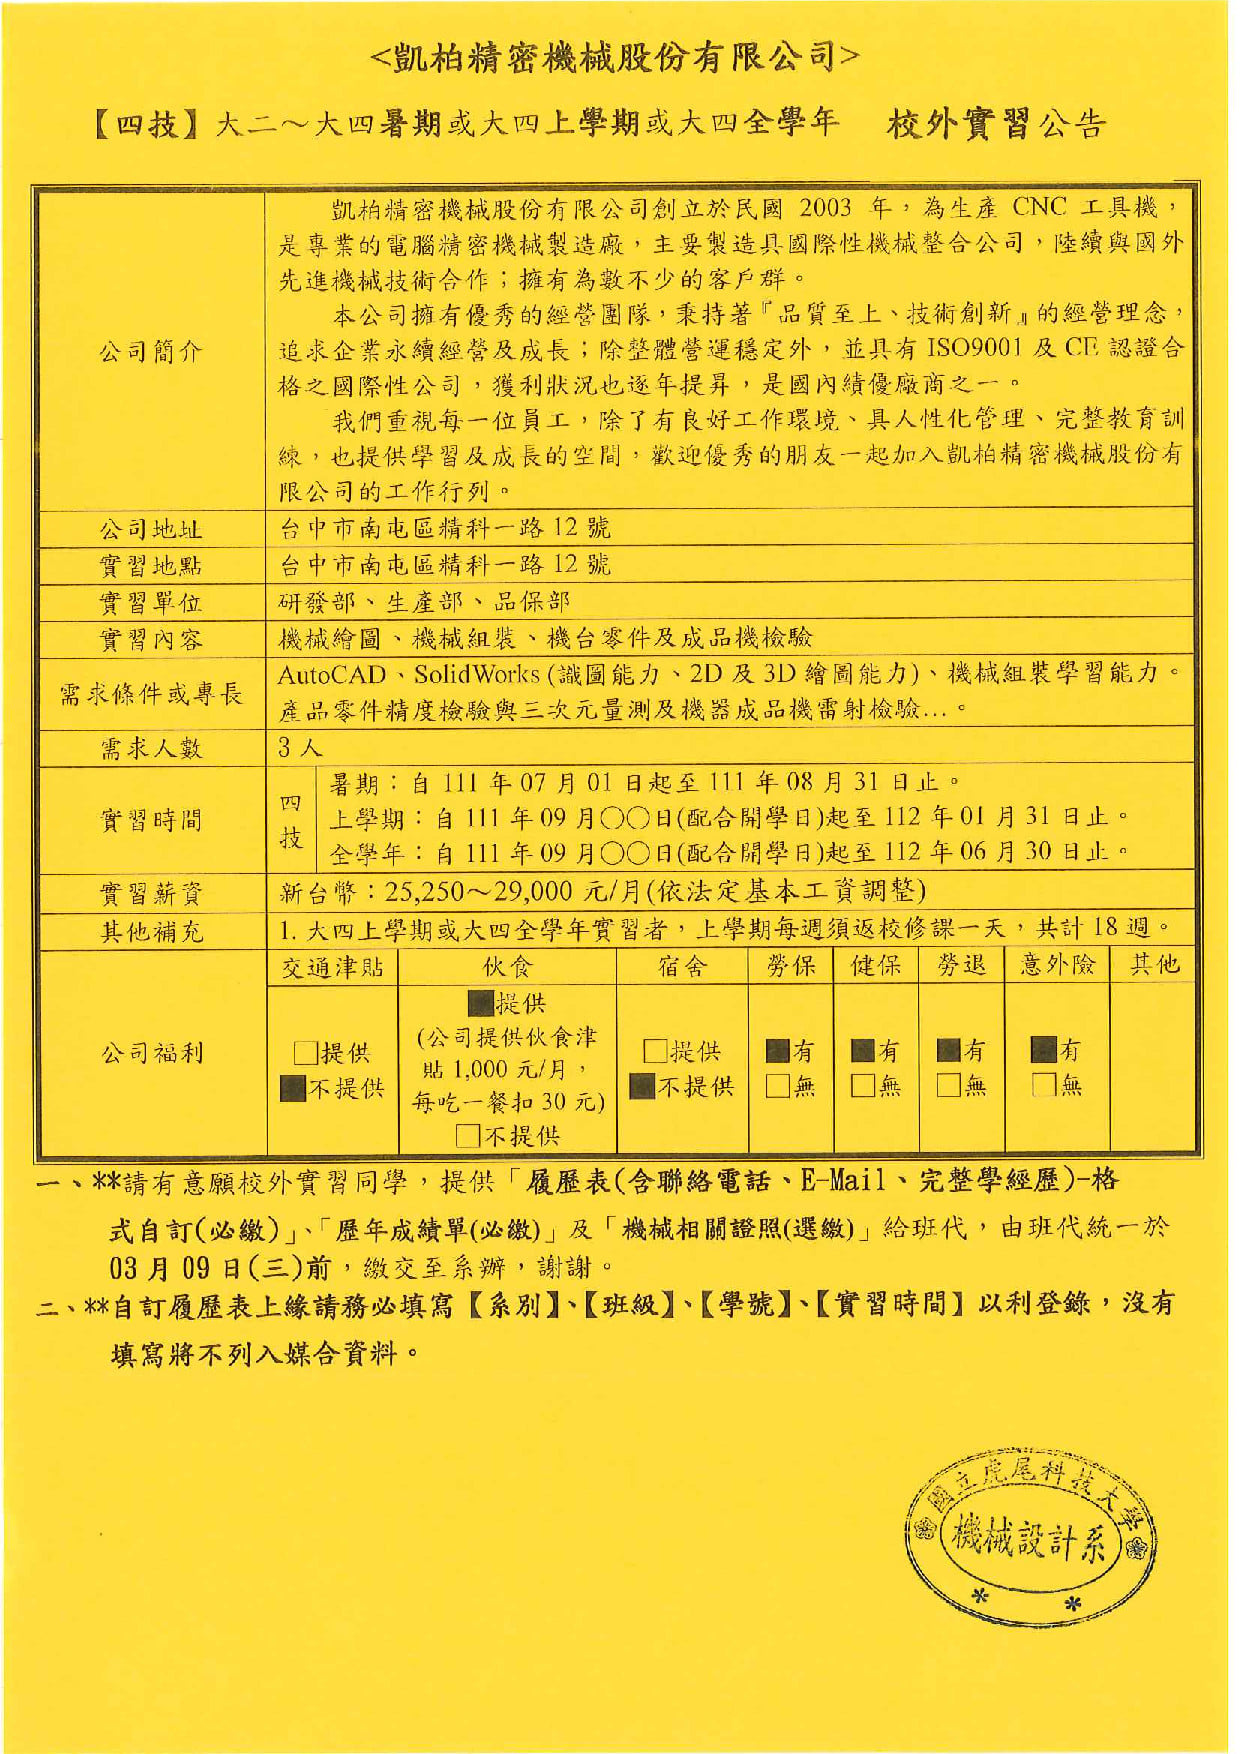 <凱柏精密機械股份有限公司>
【四技】大二～大四暑期或大四上學期或大四全學年 校外實習公告
公司簡介
凱柏精密機械股份有限公司創立於民國 2003 年，為生產 CNC 工具機，
是專業的電腦精密機械製造廠，主要製造具國際性機械整合公司，陸續與國外
先進機械技術合作；擁有為數不少的客戶群。
本公司擁有優秀的經營團隊，秉持著『品質至上、技術創新』的經營理念，
追求企業永續經營及成長；除整體營運穩定外，並具有 ISO9001 及 CE 認證合
格之國際性公司，獲利狀況也逐年提昇，是國內績優廠商之一。
我們重視每一位員工，除了有良好工作環境、具人性化管理、完整教育訓
練，也提供學習及成長的空間，歡迎優秀的朋友一起加入凱柏精密機械股份有
限公司的工作行列。
公司地址 台中市南屯區精科一路 12 號
實習地點 台中市南屯區精科一路 12 號
實習單位 研發部、生產部、品保部
實習內容 機械繪圖、機械組裝、機台零件及成品機檢驗
需求條件或專長
AutoCAD、SolidWorks (識圖能力、2D 及 3D 繪圖能力)、機械組裝學習能力。
產品零件精度檢驗與三次元量測及機器成品機雷射檢驗…。
需求人數 3 人
實習時間
四技
暑期：自 111 年 07 月 01 日起至 111 年 08 月 31 日止。
上學期：自 111 年 09 月○○日(配合開學日)起至 112 年 01 月 31 日止。
全學年：自 111 年 09 月○○日(配合開學日)起至 112 年 06 月 30 日止。
實習薪資 新台幣：25,250～29,000 元/月(依法定基本工資調整)
其他補充 1. 大四上學期或大四全學年實習者，上學期每週須返校修課一天，共計 18 週。
公司福利
交通津貼 伙食 宿舍 勞保 健保 勞退 意外險 其他
□提供
■不提供
■提供
(公司提供伙食津
貼 1,000 元/月，
每吃一餐扣 30 元)
□不提供
□提供
■不提供
■有
□無
■有
□無
■有
□無
■有
□無
一、**請有意願校外實習同學，提供「履歷表(含聯絡電話、E-Mail、完整學經歷)-格
式自訂(必繳)」、「歷年成績單(必繳)」及「機械相關證照(選繳)」給班代，由班代統一於
03 月 09 日(三)前，繳交至系辦，謝謝。
二、**自訂履歷表上緣請務必填寫【系別】、【班級】、【學號】、【實習時間】以利登錄，沒有
填寫將不列入媒合資料。
國立虎尾科技大學
機械設計系